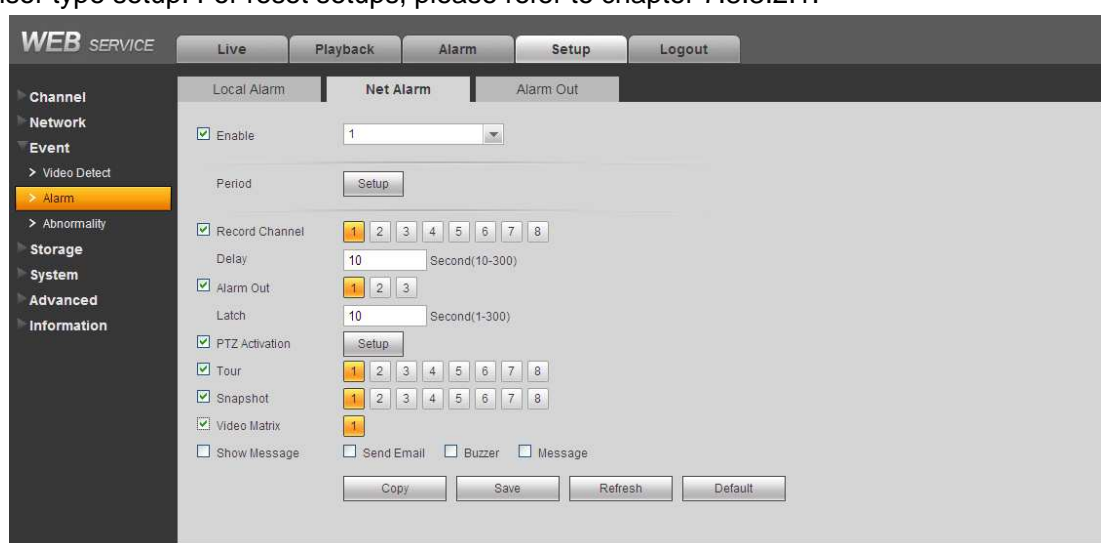 WEB SERVICE
Live Playback Alarm Setup Logout
Local Alarm Net Alarm Alarm Out
Channel
Network
Event
> Video Detect
> Alarm
> Abnormality
Storage
System
Advanced
Information
Enable 1
Period Setup
Record Channel 1 2 3 4 5 6 7 8
Delay 10 Second(10-300)
Alarm Out 1 2 3
Latch 10 Second(1-300)
PTZ Activation Setup
Tour 1 2 3 4 5 6 7 8
Snapshot 1 2 3 4 5 6 7 8
Video Matrix 1
Show Message Send Email Buzzer Message
Copy Save Refresh Default